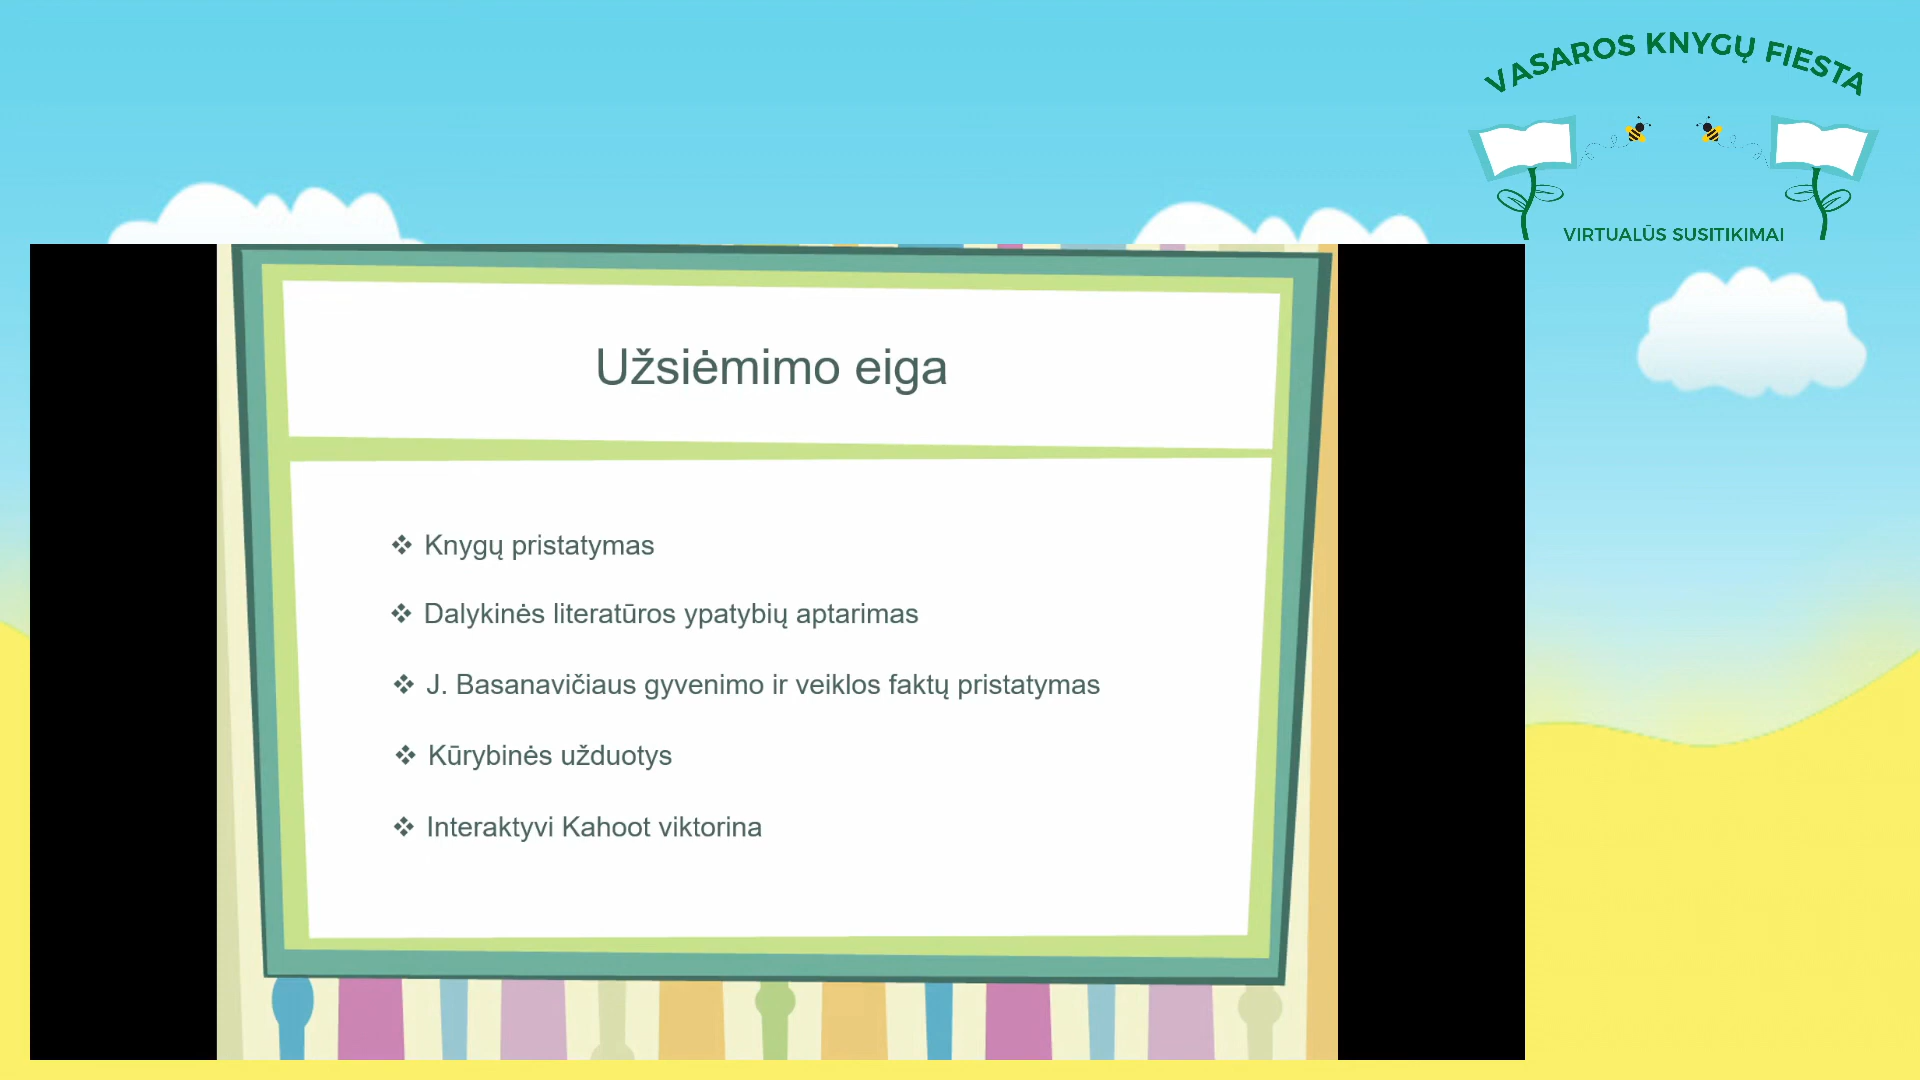 VASAROS KNYGŲ FIESTA
VIRTUALŪS SUSITIKIMAI
Užsiėmimo eiga
❖ Knygų pristatymas
❖ Dalykinės literatūros ypatybių aptarimas
❖ J. Basanavičiaus gyvenimo ir veiklos faktų pristatymas
❖ Kūrybinės užduotys
❖ Interaktyvi Kahoot viktorina